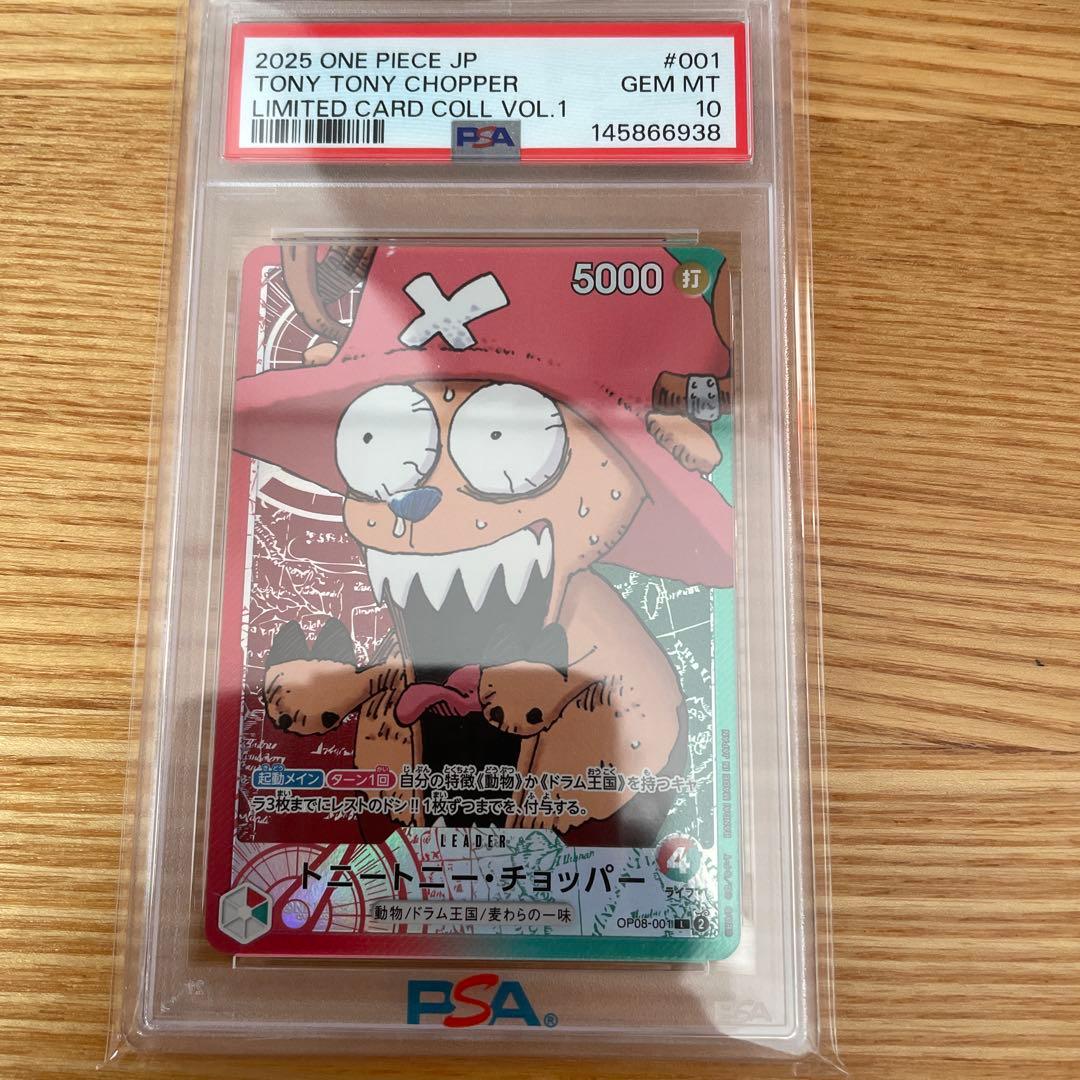 2025 ONE PIECE JP #001
TONY TONY CHOPPER GEM MT
LIMITED CARD COLL VOL.1 10
PSA 145866938
5000 打
起動メイン ターン1回 自分の特徴《動物》か《ドラム王国》を持つキャ
ラ3枚までにレストのドン!!1枚ずつまでを、付与する。
LEADER
トニートニー・チョッパー
4
ライフ
動物/ドラム王国/麦わらの一味
OP08-001 L 2
PSA®
PSA